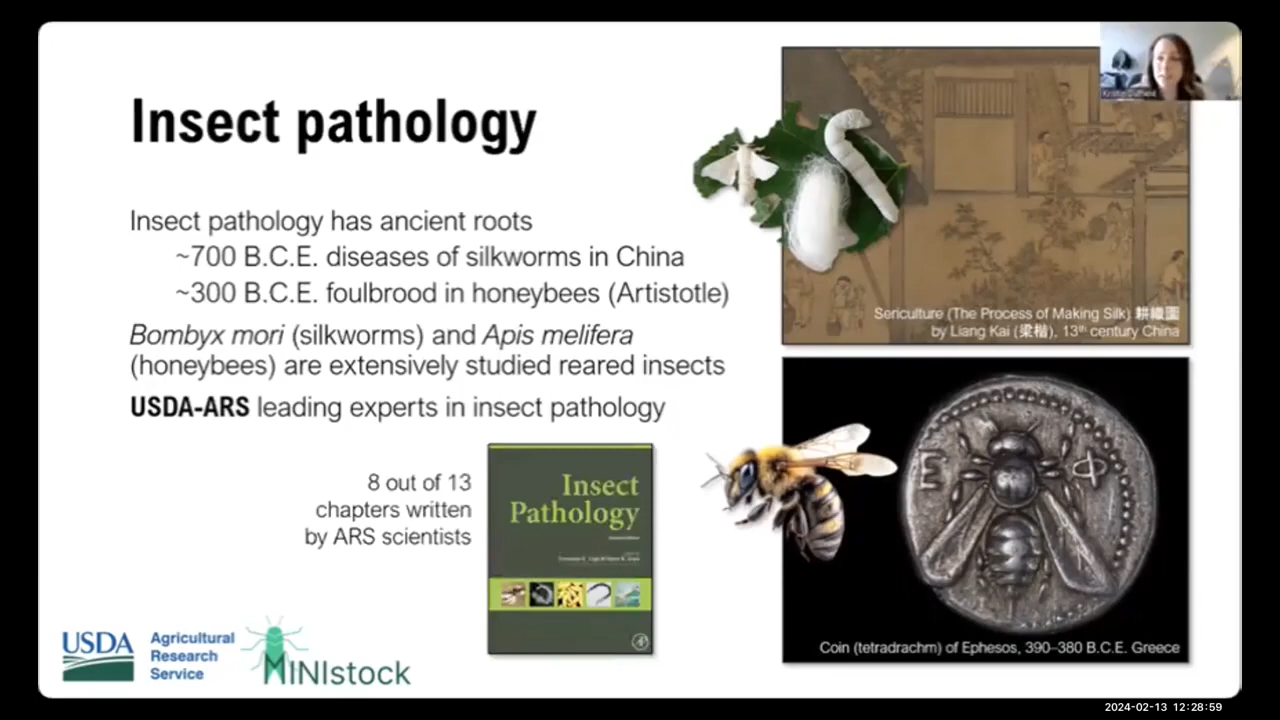 Insect pathology
Insect pathology has ancient roots
~700 B.C.E. diseases of silkworms in China
~300 B.C.E. foulbrood in honeybees (Artistotle)
Bombyx mori (silkworms) and Apis melifera
(honeybees) are extensively studied reared insects
USDA-ARS leading experts in insect pathology
8 out of 13
chapters written
by ARS scientists
Insect
Pathology
USDA
Agricultural
Research
Service
MINIstock
Sericulture (The Process of Making Silk) 耕織圖
by Liang Kai (梁楷), 13th century China
E Φ
Coin (tetradrachm) of Ephesos, 390–380 B.C.E. Greece
2024-02-13 12:28:59